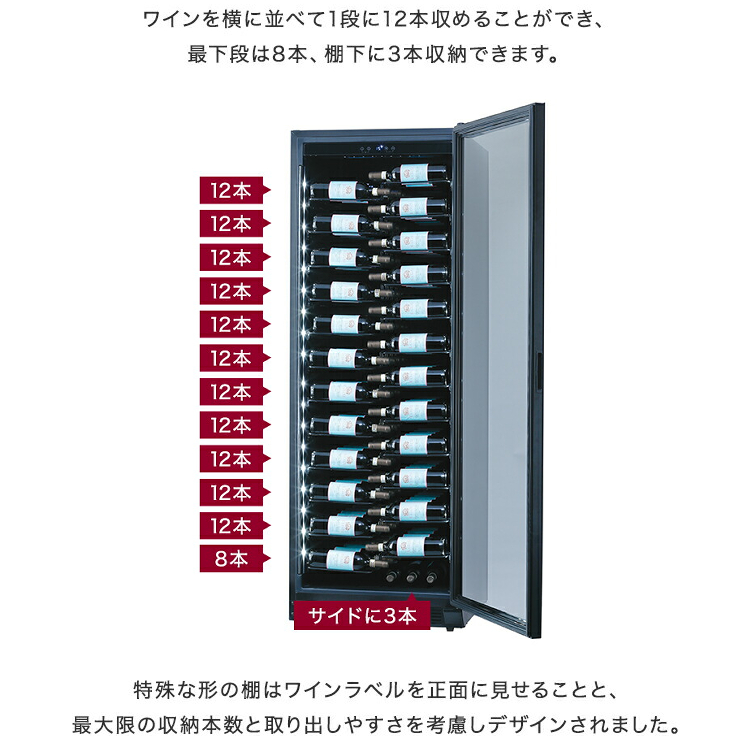 ワインを横に並べて1段に12本収めることができ、
最下段は8本、棚下に3本収納できます。
12本
12本
12本
12本
12本
12本
12本
12本
12本
12本
12本
8本
サイドに3本
特殊な形の棚はワインラベルを正面に見せることと、
最大限の収納本数と取り出しやすさを考慮しデザインされました。